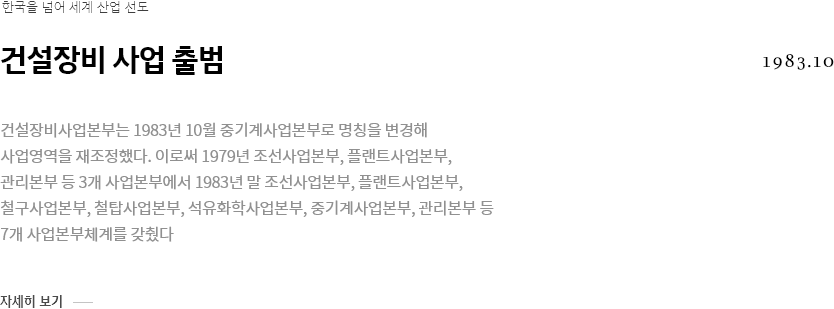 한국을 넘어 세계 산업 선도
건설장비 사업 출범
1983.10
건설장비사업본부는 1983년 10월 중기계사업본부로 명칭을 변경해
사업영역을 재조정했다. 이로써 1979년 조선사업본부, 플랜트사업본부,
관리본부 등 3개 사업본부에서 1983년 말 조선사업본부, 플랜트사업본부,
철구사업본부, 철탑사업본부, 석유화학사업본부, 중기계사업본부, 관리본부 등
7개 사업본부체계를 갖췄다
자세히 보기